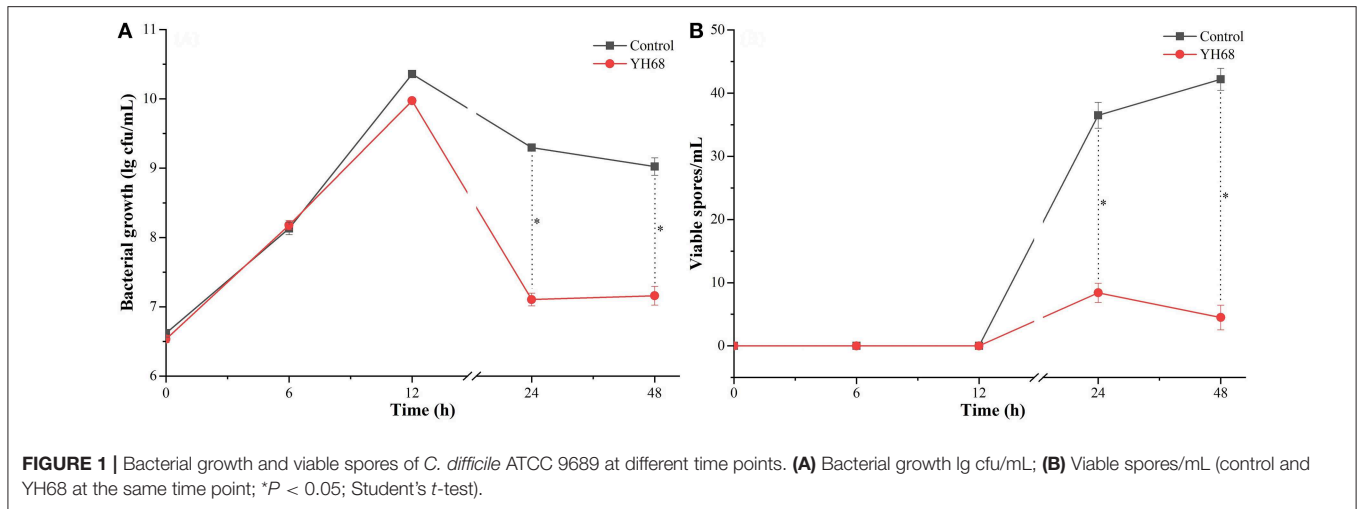 A
B
11
10
9
8
7
6
Bacterial growth (lg cfu/mL)
Control
YH68
*
*
0
6
12
24
48
Time (h)
50
40
30
20
10
0
Viable spores/mL
Control
YH68
*
*
0
6
12
24
48
Time (h)
FIGURE 1 | Bacterial growth and viable spores of C. difficile ATCC 9689 at different time points. (A) Bacterial growth lg cfu/mL; (B) Viable spores/mL (control and
YH68 at the same time point; *P < 0.05; Student's t-test).